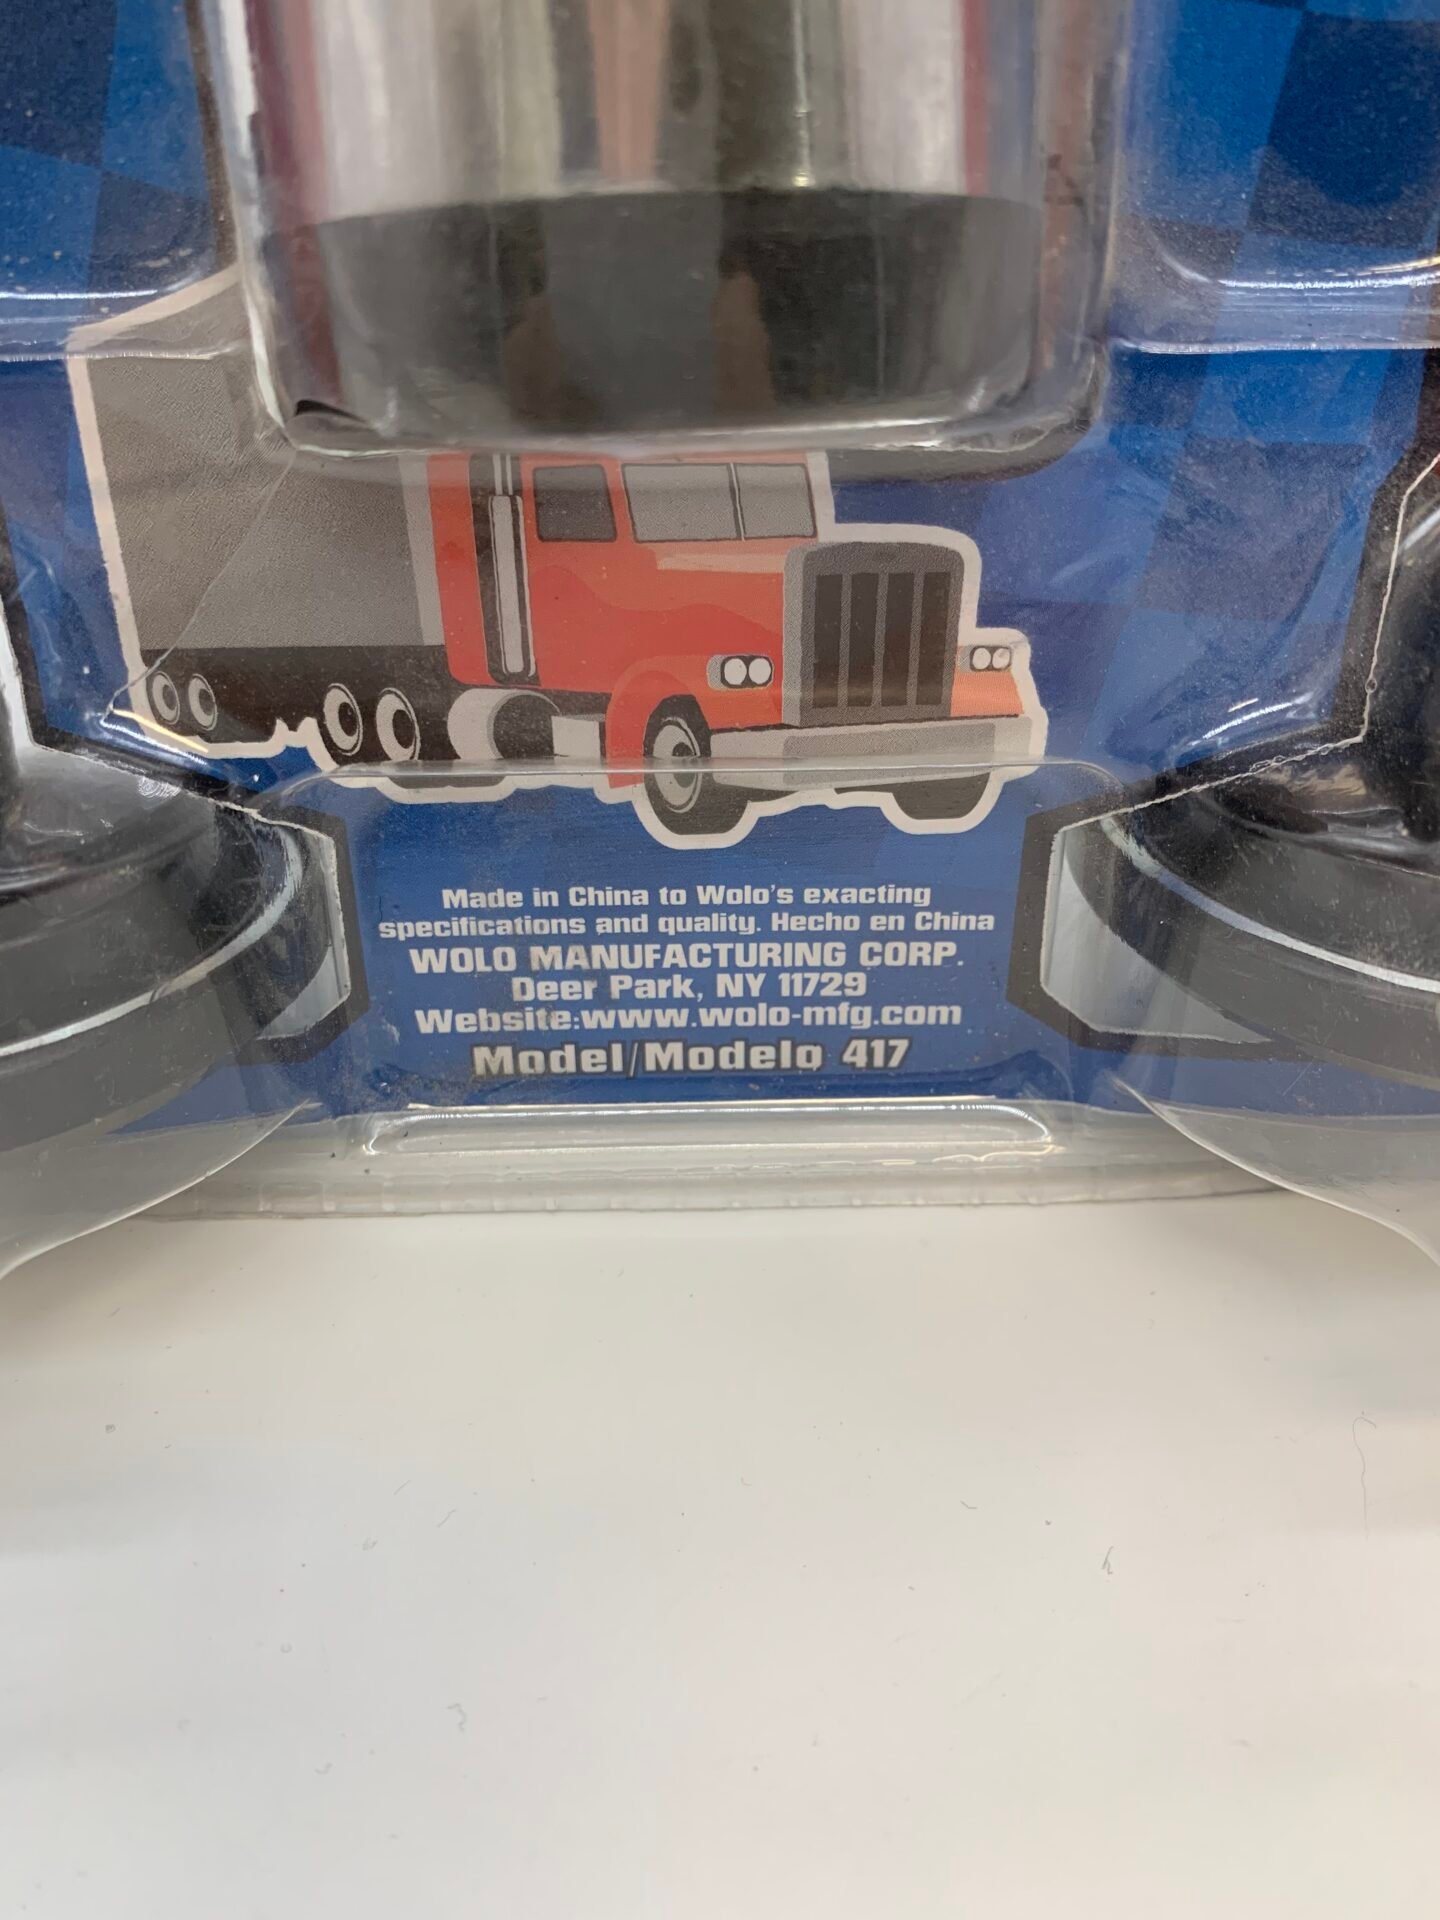 Made in China to Wolo's exacting
specifications and quality. Hecho en China
WOLO MANUFACTURING CORP.
Deer Park, NY 11729
Website:www.wolo-mfg.com
Model/Modelo 417